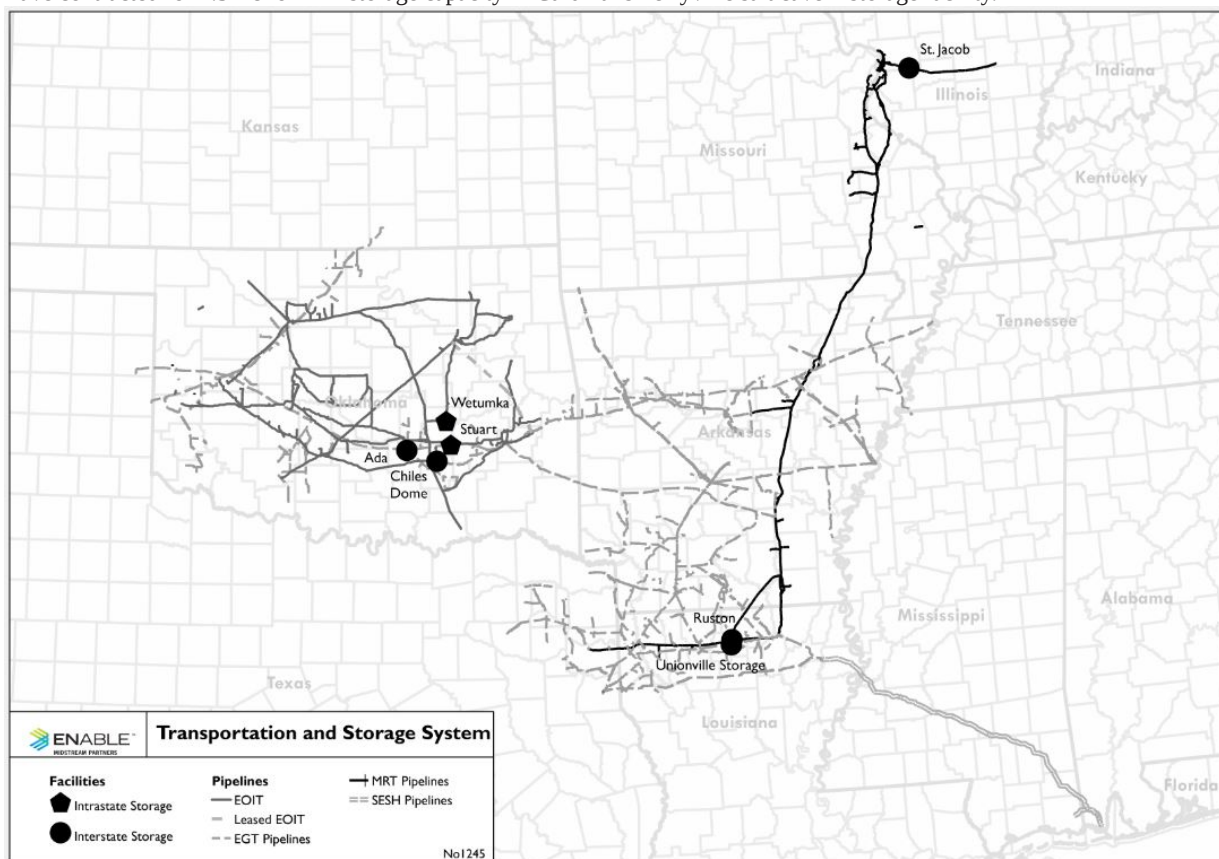 St. Jacob
Indiana
Illinois
Kansas
Missouri
Kentucky
Tennessee
Wetumka
Oklahoma
Stuart
Arkansas
Ada
Chiles
Dome
Mississippi
Alabama
Ruston
Unionville Storage
Texas
Louisiana
Florida
ENABLE™
MIDSTREAM PARTNERS
Transportation and Storage System
Facilities
Intrastate Storage
Interstate Storage
Pipelines
EOIT
Leased EOIT
EGT Pipelines
MRT Pipelines
SESH Pipelines
No1245